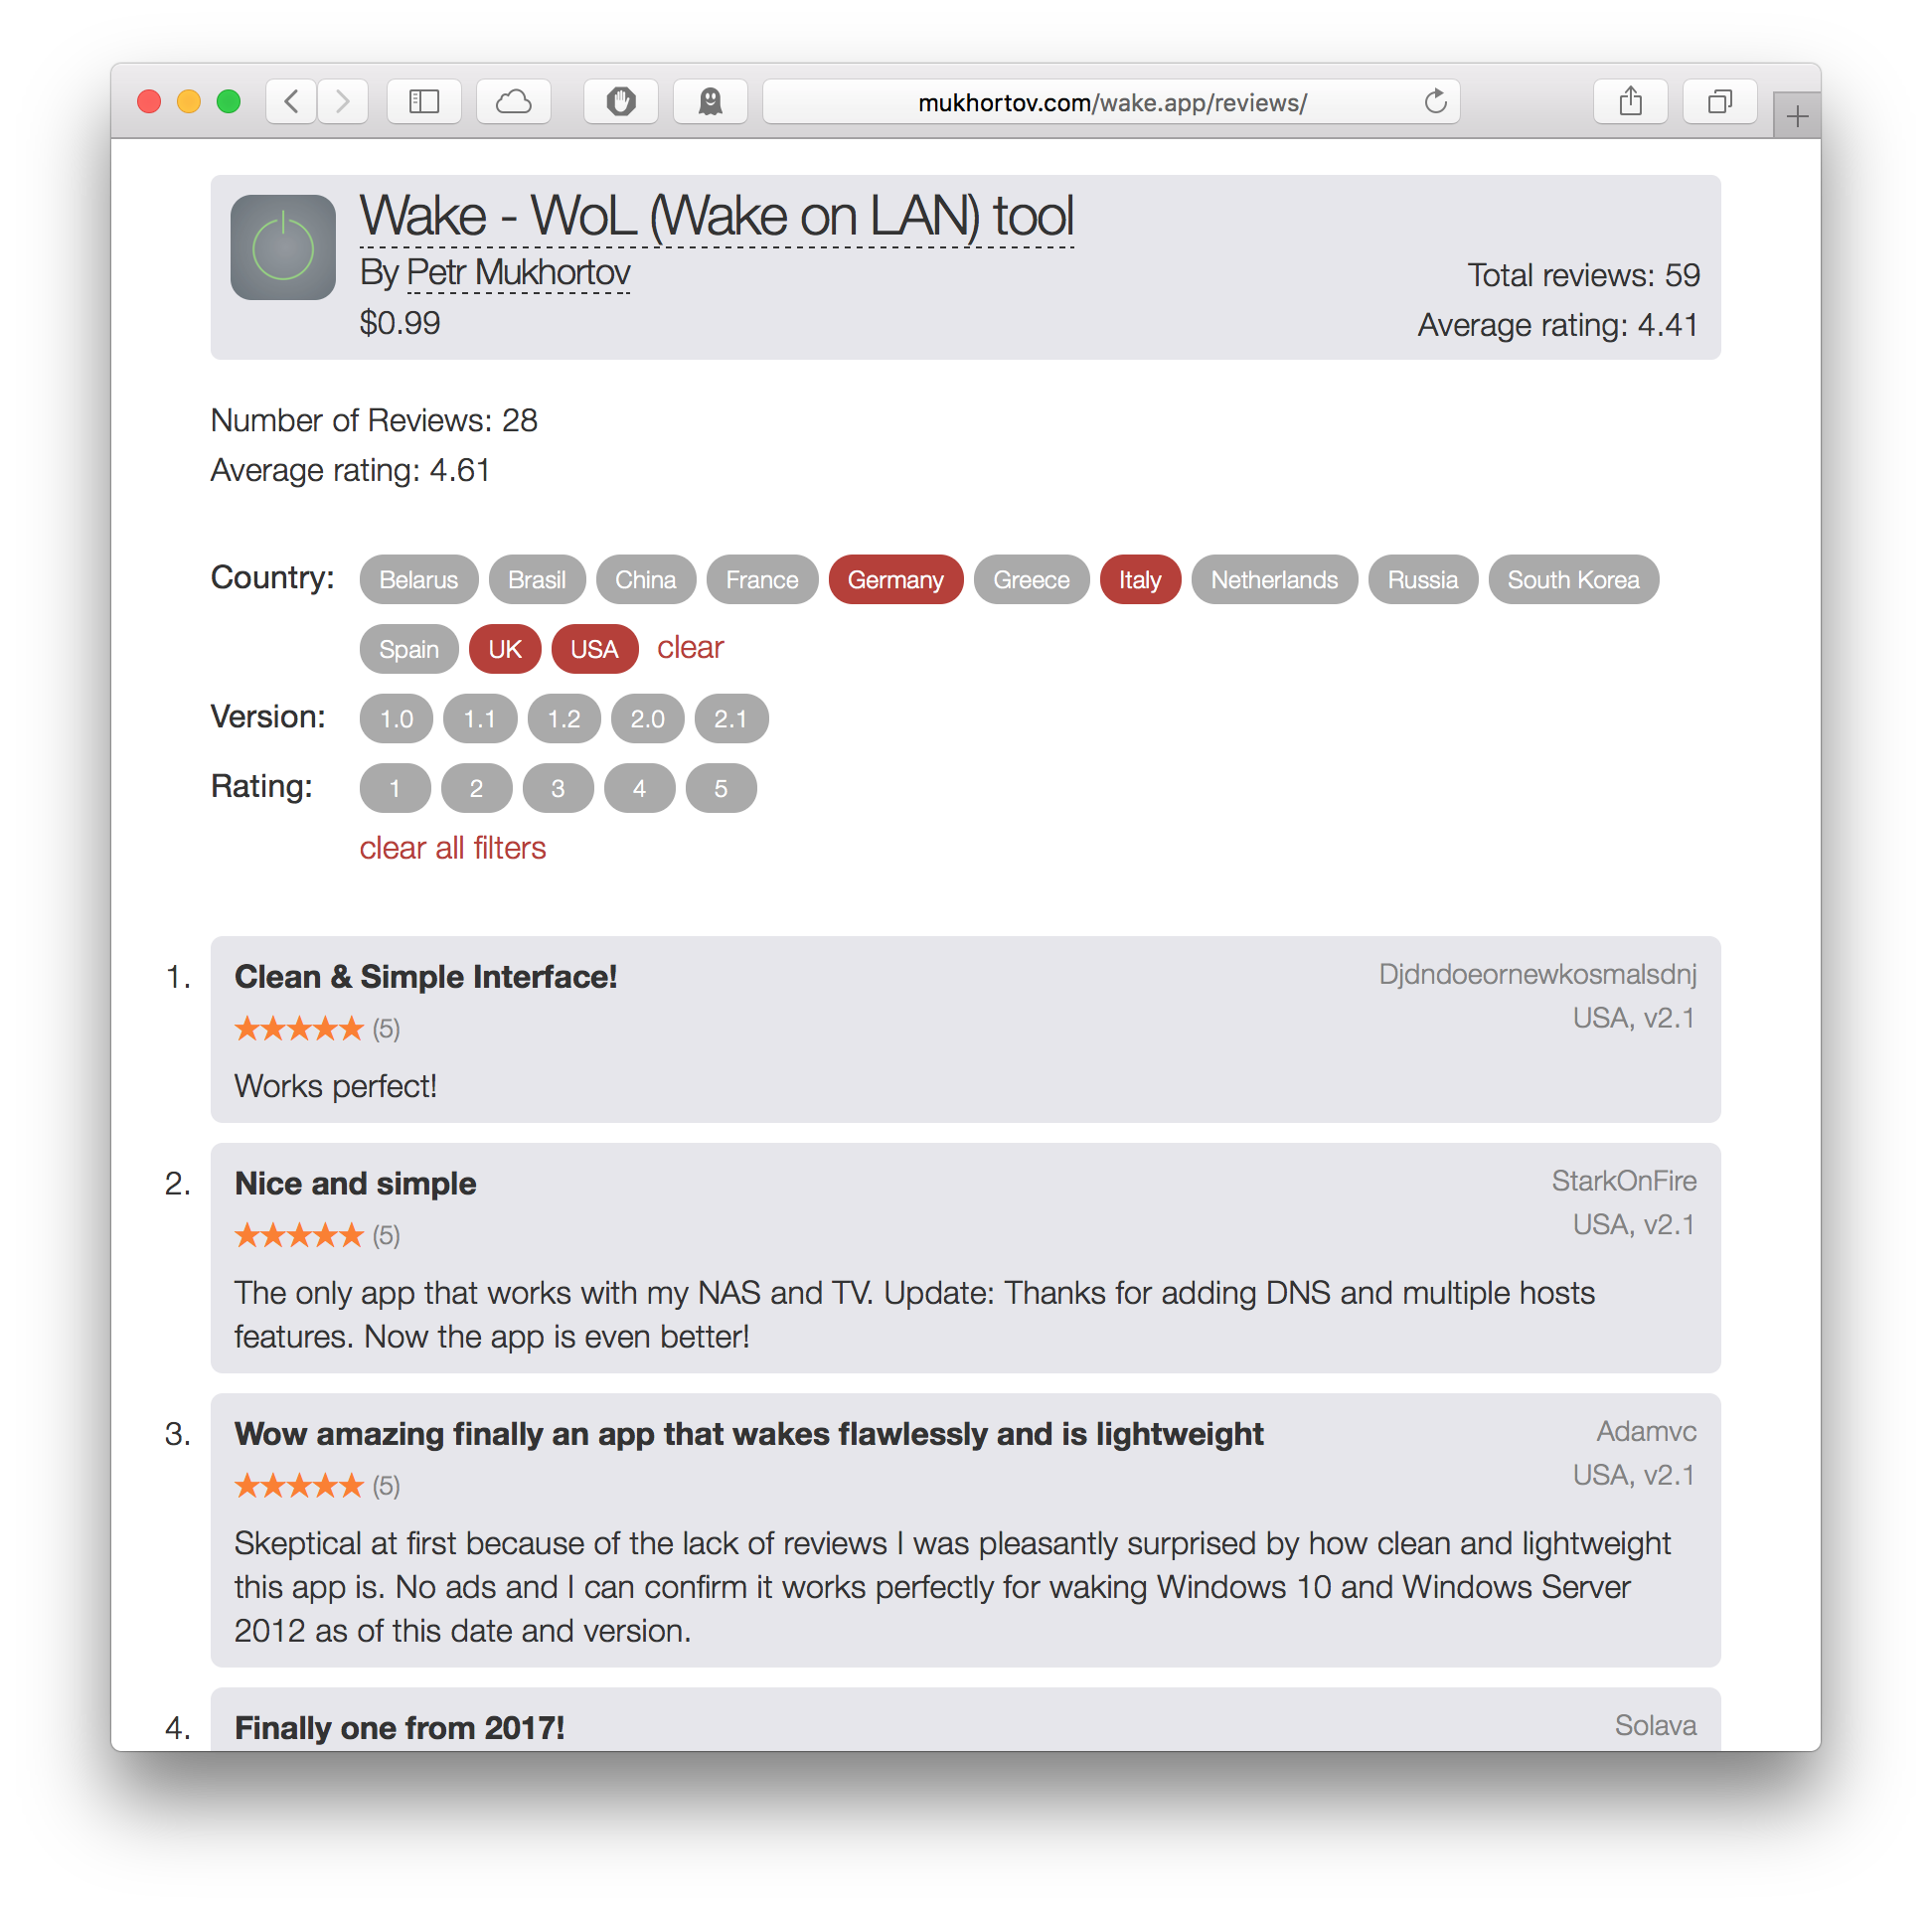 mukhortov.com/wake.app/reviews/
Wake - WoL (Wake on LAN) tool
By Petr Mukhortov
$0.99
Total reviews: 59
Average rating: 4.41
Number of Reviews: 28
Average rating: 4.61
Country: Belarus Brasil China France Germany Greece Italy Netherlands Russia South Korea
Spain UK USA clear
Version: 1.0 1.1 1.2 2.0 2.1
Rating: 1 2 3 4 5
clear all filters
1. Clean & Simple Interface! Djdndoeornewkosmalsdnj
★★★★★ (5) USA, v2.1
Works perfect!
2. Nice and simple StarkOnFire
★★★★★ (5) USA, v2.1
The only app that works with my NAS and TV. Update: Thanks for adding DNS and multiple hosts
features. Now the app is even better!
3. Wow amazing finally an app that wakes flawlessly and is lightweight Adamvc
★★★★★ (5) USA, v2.1
Skeptical at first because of the lack of reviews I was pleasantly surprised by how clean and lightweight
this app is. No ads and I can confirm it works perfectly for waking Windows 10 and Windows Server
2012 as of this date and version.
4. Finally one from 2017! Solava